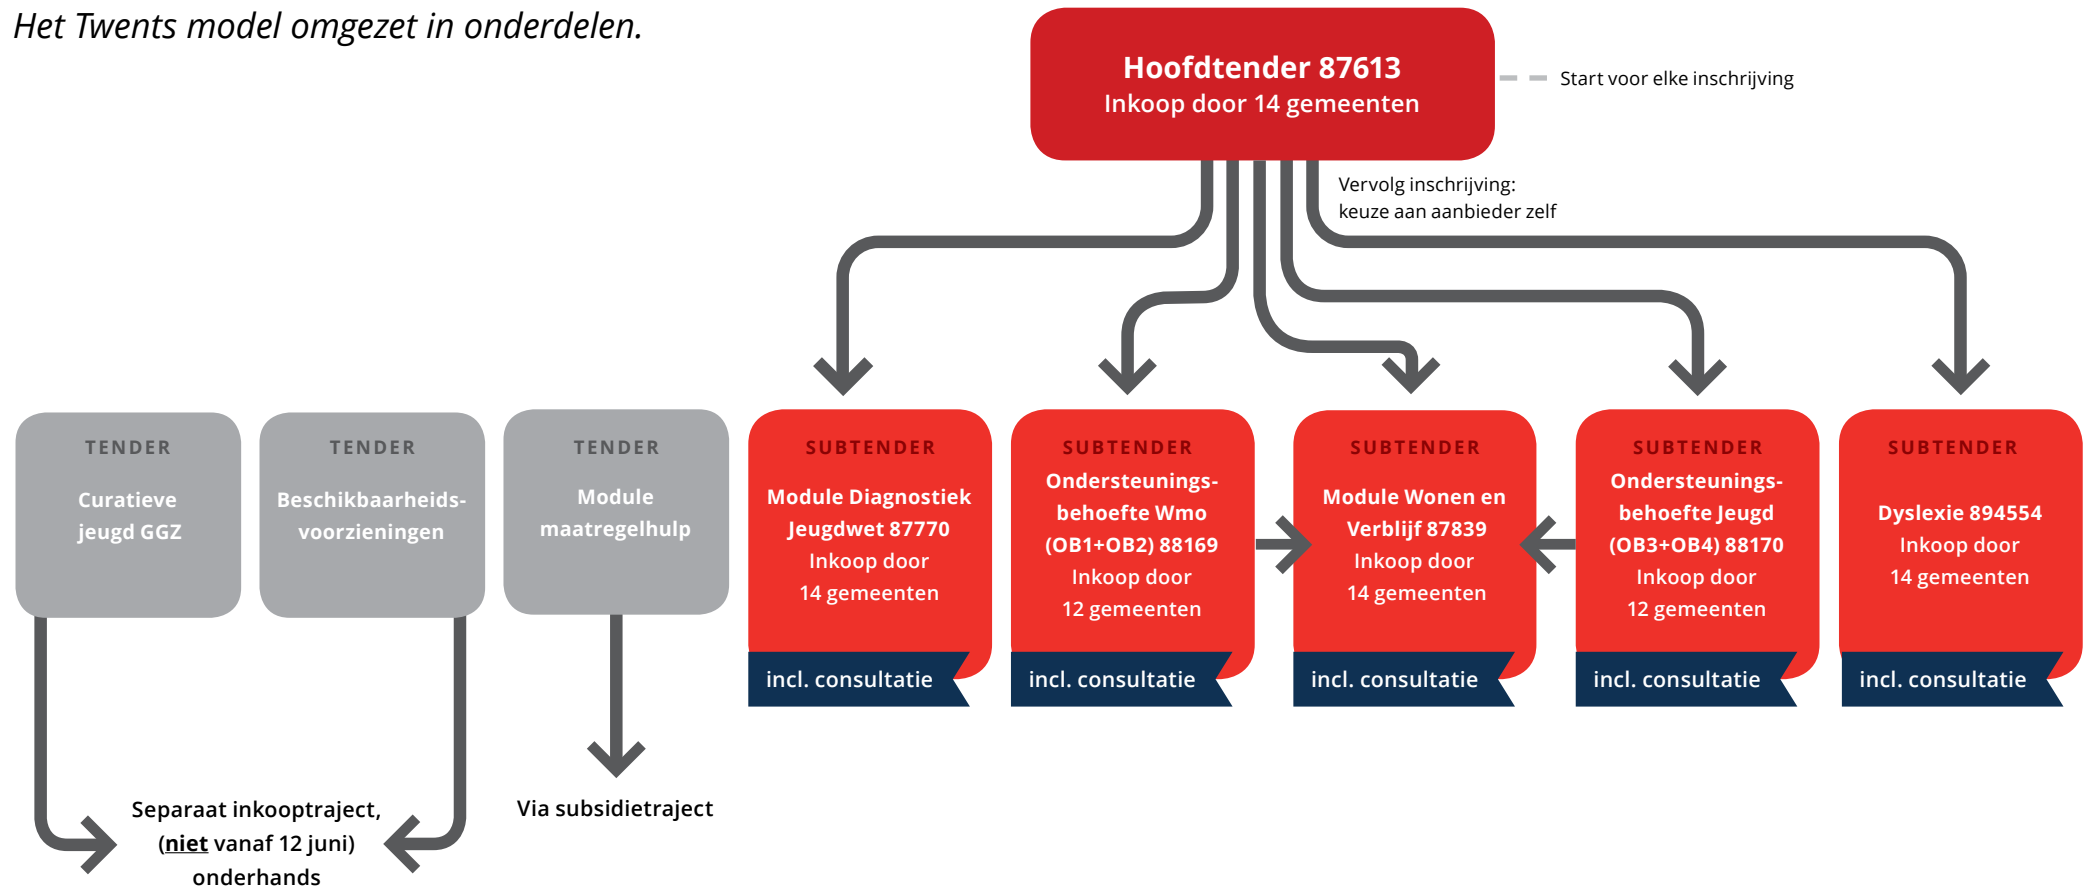 Het Twents model omgezet in onderdelen.
Hoofdtender 87613
Inkoop door 14 gemeenten
Start voor elke inschrijving
Vervolg inschrijving:
keuze aan aanbieder zelf
TENDER
Curatieve
jeugd GGZ
TENDER
Beschikbaarheids-
voorzieningen
TENDER
Module
maatregelhulp
SUBTENDER
Module Diagnostiek
Jeugdwet 87770
Inkoop door
14 gemeenten
incl. consultatie
SUBTENDER
Ondersteunings-
behoefte Wmo
(OB1+OB2) 88169
Inkoop door
12 gemeenten
incl. consultatie
SUBTENDER
Module Wonen en
Verblijf 87839
Inkoop door
14 gemeenten
incl. consultatie
SUBTENDER
Ondersteunings-
behoefte Jeugd
(OB3+OB4) 88170
Inkoop door
12 gemeenten
incl. consultatie
SUBTENDER
Dyslexie 894554
Inkoop door
14 gemeenten
incl. consultatie
Separaat inkooptraject,
(niet vanaf 12 juni)
onderhands
Via subsidietraject